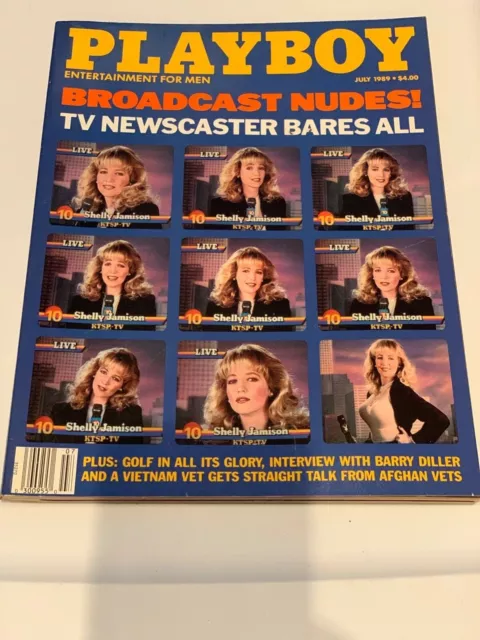 PLAYBOY
ENTERTAINMENT FOR MEN
JULY 1989 • $4.00
BROADCAST NUDES!
TV NEWSCASTER BARES ALL
LIVE
10 Shelly Jamison
KTSP-TV
LIVE
10 Shelly Jamison
KTSP-TV
LIVE
10 Shelly Jamison
KTSP-TV
LIVE
10 Shelly Jamison
KTSP-TV
LIVE
10 Shelly Jamison
KTSP-TV
LIVE
10 Shelly Jamison
KTSP-TV
LIVE
10 Shelly Jamison
KTSP-TV
LIVE
10 Shelly Jamison
KTSP-TV
07
PLUS: GOLF IN ALL ITS GLORY, INTERVIEW WITH BARRY DILLER
AND A VIETNAM VET GETS STRAIGHT TALK FROM AFGHAN VETS